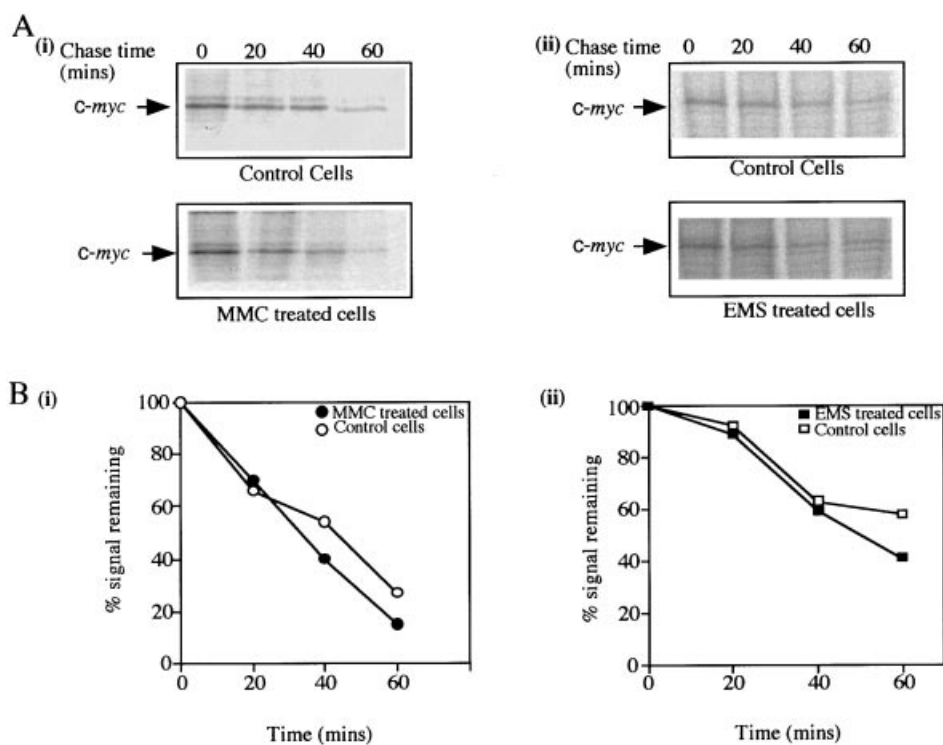 A
(i) Chase time (mins) 0 20 40 60
c-myc
Control Cells
c-myc
MMC treated cells
(ii) Chase time (mins) 0 20 40 60
c-myc
Control Cells
c-myc
EMS treated cells
B (i)
100
80
60
40
20
0
% signal remaining
MMC treated cells
Control cells
0 20 40 60
Time (mins)
(ii)
100
80
60
40
20
0
% signal remaining
EMS treated cells
Control cells
0 20 40 60
Time (mins)